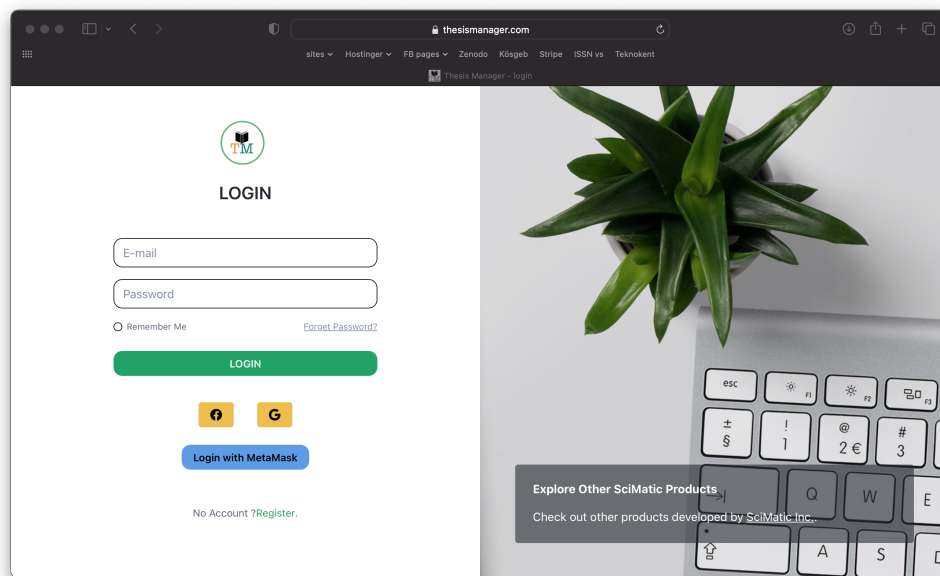 thesismanager.com
sites Hostinger FB pages Zenodo Kösgeb Stripe ISSN vs Teknokent
Thesis Manager - login
TM
LOGIN
E-mail
Password
Remember Me Forget Password?
LOGIN
G
Login with MetaMask
No Account ?Register.
esc F1 F2 F3
± § ! 1 @ 2 € # 3
Explore Other SciMatic Products
Q W E
Check out other products developed by SciMatic Inc..
A S